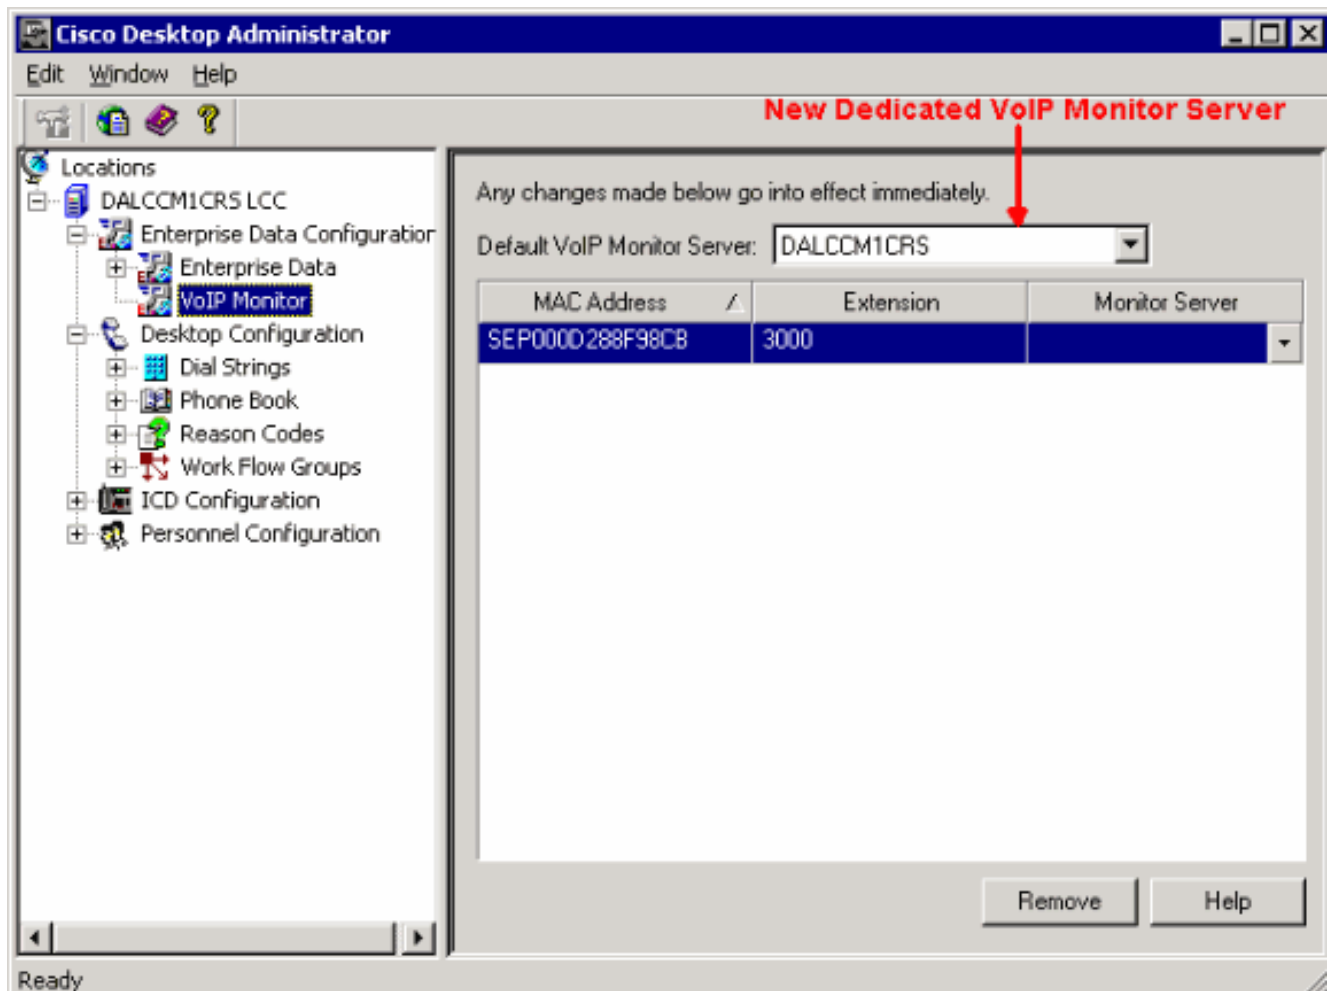 Cisco Desktop Administrator
Edit Window Help
New Dedicated VoIP Monitor Server
Locations
DALCCM1CRS LCC
Enterprise Data Configuration
Enterprise Data
VoIP Monitor
Desktop Configuration
Dial Strings
Phone Book
Reason Codes
Work Flow Groups
ICD Configuration
Personnel Configuration
Any changes made below go into effect immediately.
Default VoIP Monitor Server: DALCCM1CRS
MAC Address Extension Monitor Server
SEP000D288F98CB 3000
Remove Help
Ready